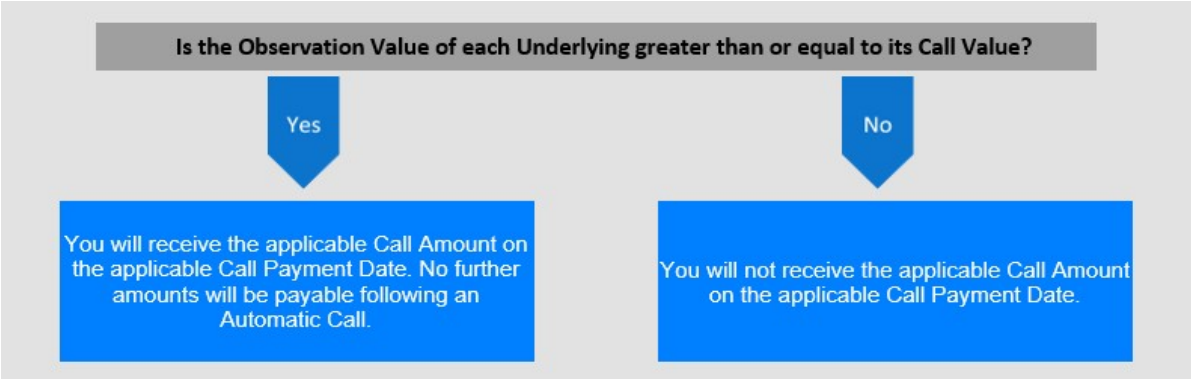 Is the Observation Value of each Underlying greater than or equal to its Call Value?
Yes
No
You will receive the applicable Call Amount on
the applicable Call Payment Date. No further
amounts will be payable following an
Automatic Call.
You will not receive the applicable Call Amount
on the applicable Call Payment Date.